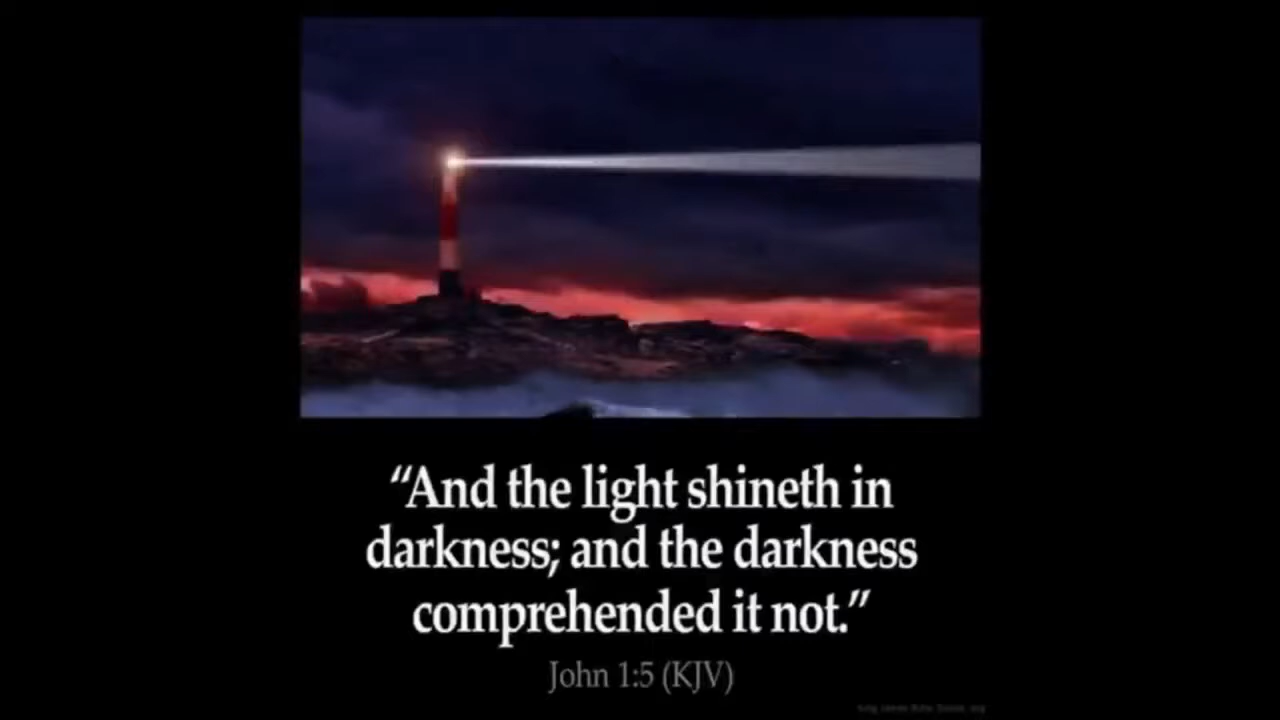 “And the light shineth in
darkness; and the darkness
comprehended it not.”
John 1:5 (KJV)